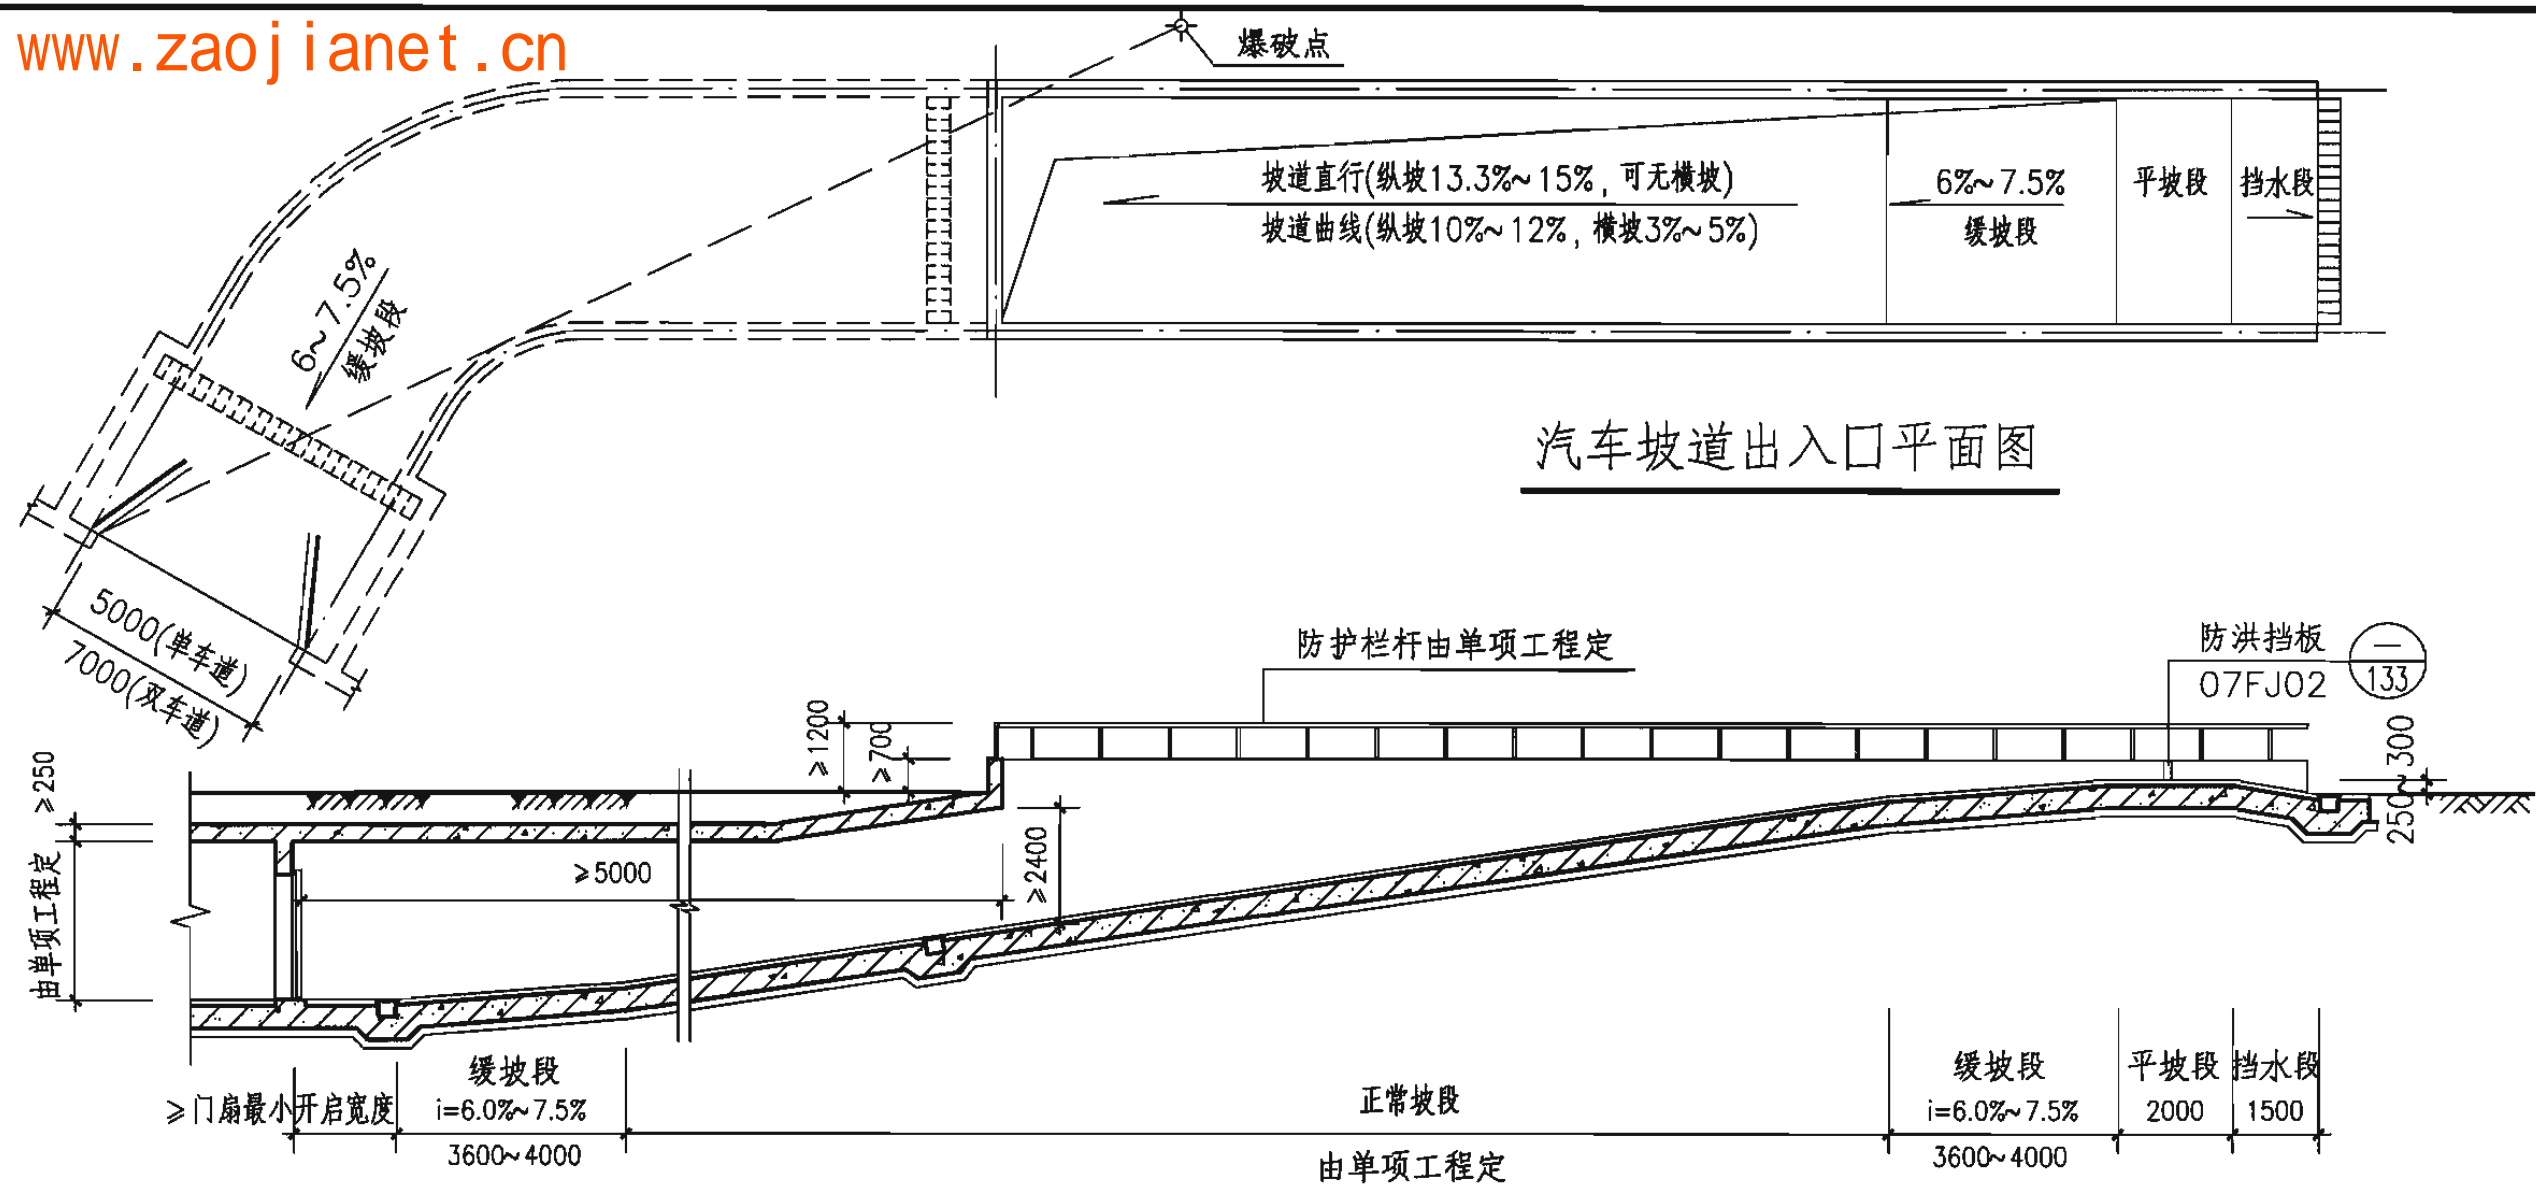 www.zaojianet.cn
爆破点
坡道直行(纵坡13.3%~15%, 可无横坡)
坡道曲线(纵坡10%~12%, 横坡3%~5%)
6%~7.5%
缓坡段
平坡段
挡水段
6~7.5%
缓坡段
汽车坡道出入口平面图
5000(单车道)
7000(双车道)
防护栏杆由单项工程定
防洪挡板
07FJ02
—
133
≥1200
≥700
≥250
250~300
≥5000
≥2400
由单项工程定
≥门扇最小开启宽度
缓坡段
i=6.0%~7.5%
3600~4000
正常坡段
由单项工程定
缓坡段
i=6.0%~7.5%
3600~4000
平坡段
2000
挡水段
1500